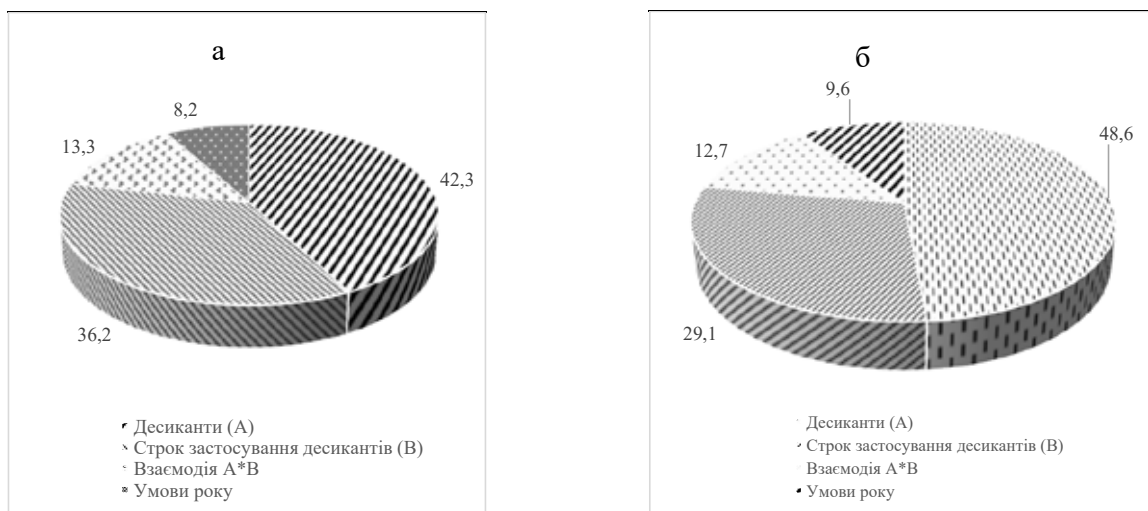 а
8,2
13,3
42,3
36,2
Десиканти (А)
Строк застосування десикантів (В)
Взаємодія А*В
Умови року
б
9,6
12,7
48,6
29,1
Десиканти (А)
Строк застосування десикантів (В)
Взаємодія А*В
Умови року